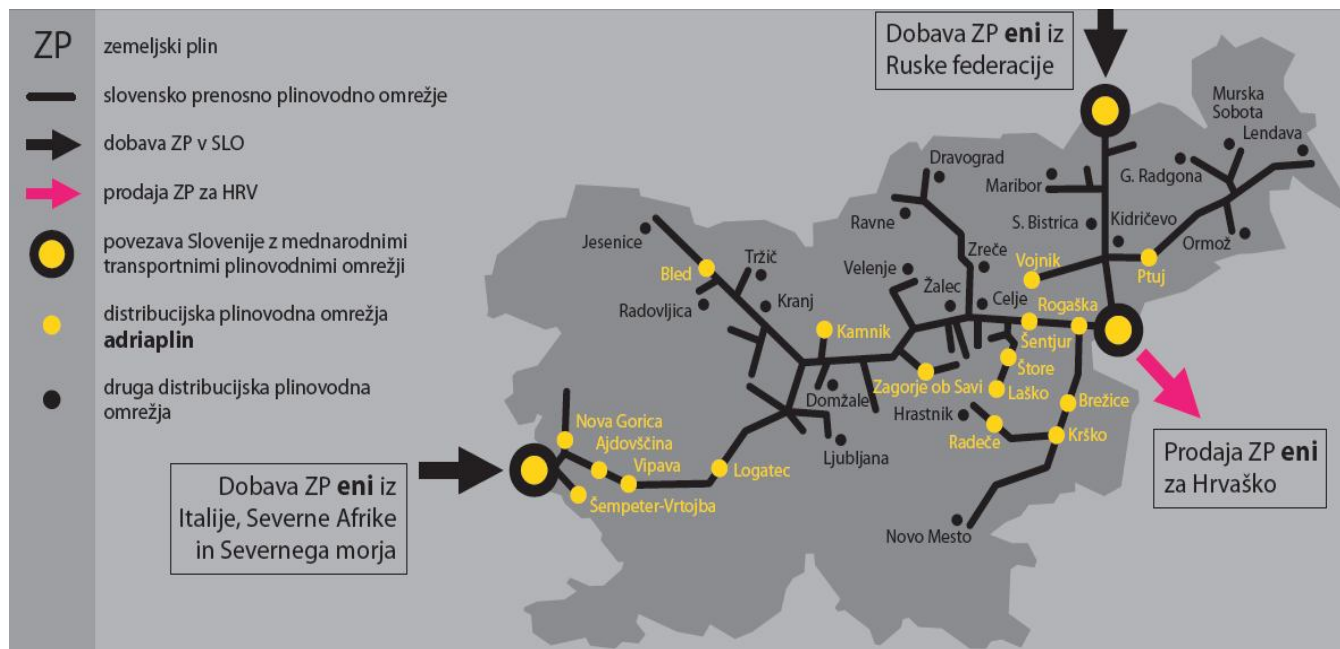 ZP
zemeljski plin
slovensko prenosno plinovodno omrežje
dobava ZP v SLO
prodaja ZP za HRV
povezava Slovenije z mednarodnimi
transportnimi plinovodnimi omrežji
distribucijska plinovodna omrežja
adriaplin
druga distribucijska plinovodna
omrežja
Dobava ZP eni iz
Ruske federacije
Murska
Sobota
Lendava
Dravograd
Maribor
G. Radgona
Ravne
S. Bistrica
Kidričevo
Ormož
Jesenice
Bled
Tržič
Velenje
Zreče
Vojnik
Ptuj
Radovljica
Kranj
Žalec
Celje
Rogaška
Kamnik
Šentjur
Štore
Domžale
Zagorje ob Savi
Laško
Brežice
Hrastnik
Radeče
Krško
Nova Gorica
Ajdovščina
Vipava
Logatec
Ljubljana
Šempeter-Vrtojba
Novo Mesto
Dobava ZP eni iz
Italije, Severne Afrike
in Severnega morja
Prodaja ZP eni
za Hrvaško